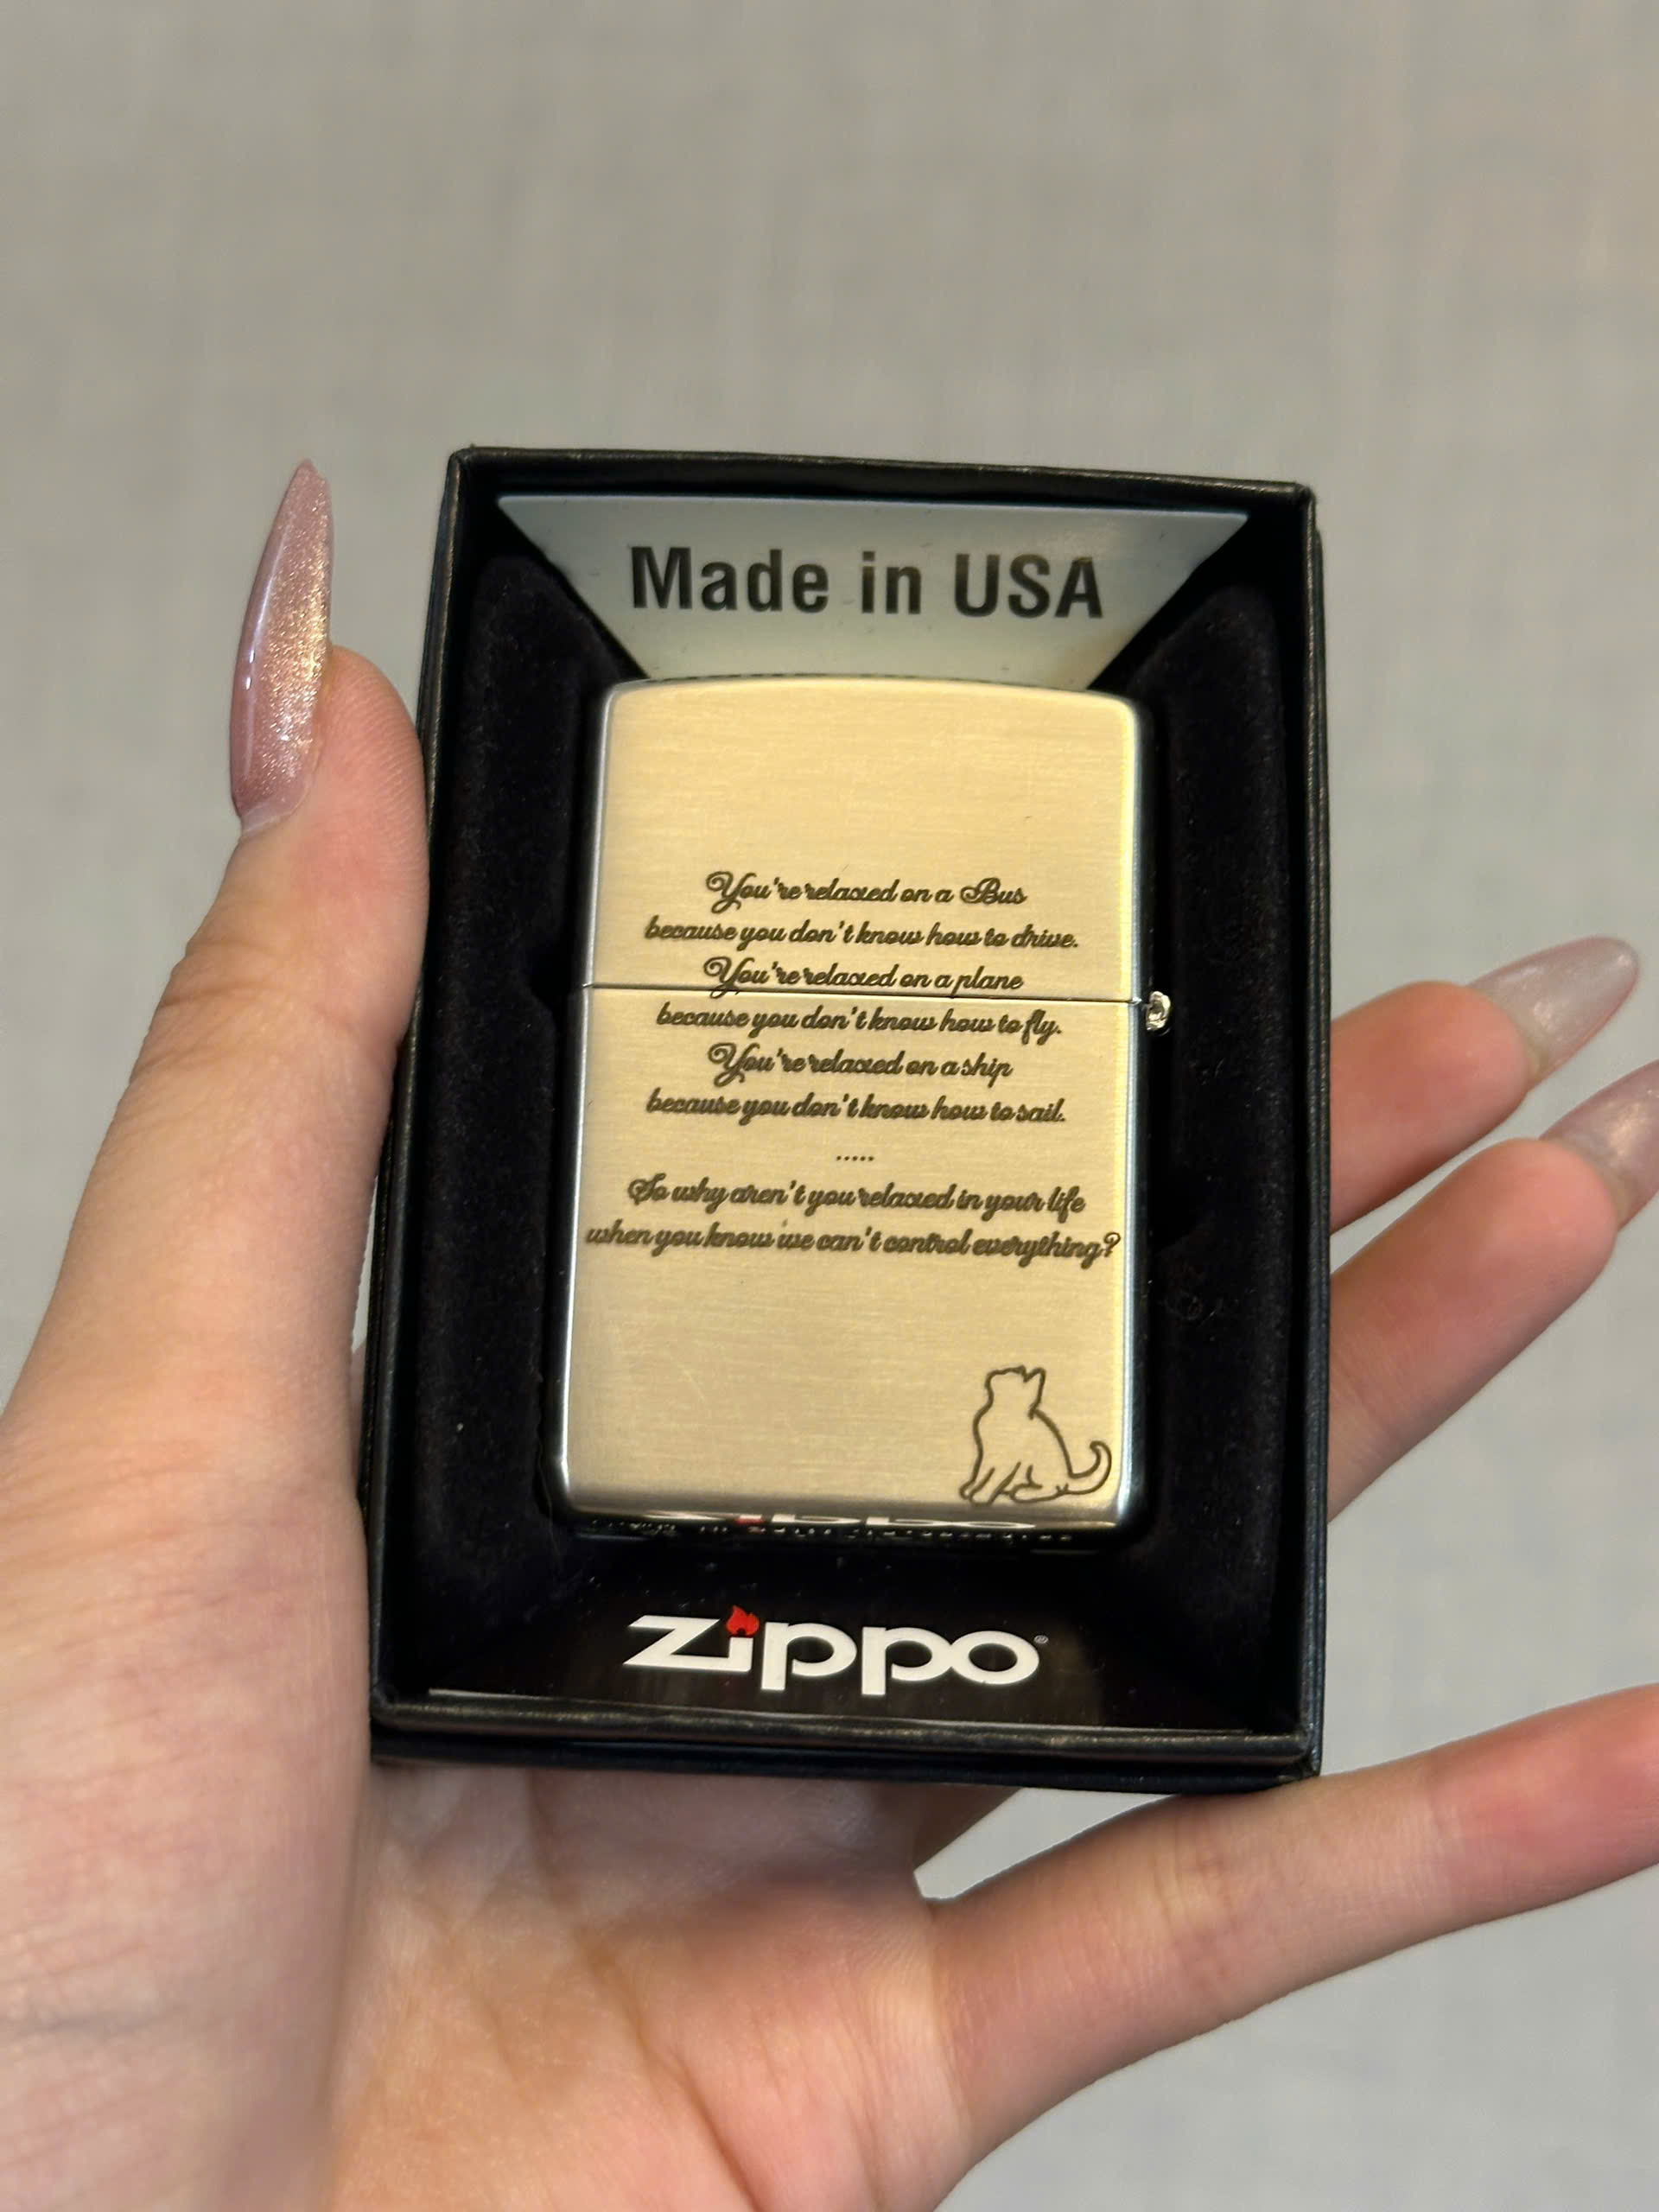 Made in USA
You're relaxed on a Bus
because you don't know how to drive.
You're relaxed on a plane
because you don't know how to fly.
You're relaxed on a ship
because you don't know how to sail.
.....
So why aren't you relaxed in your life
when you know we can't control everything?
zippo®